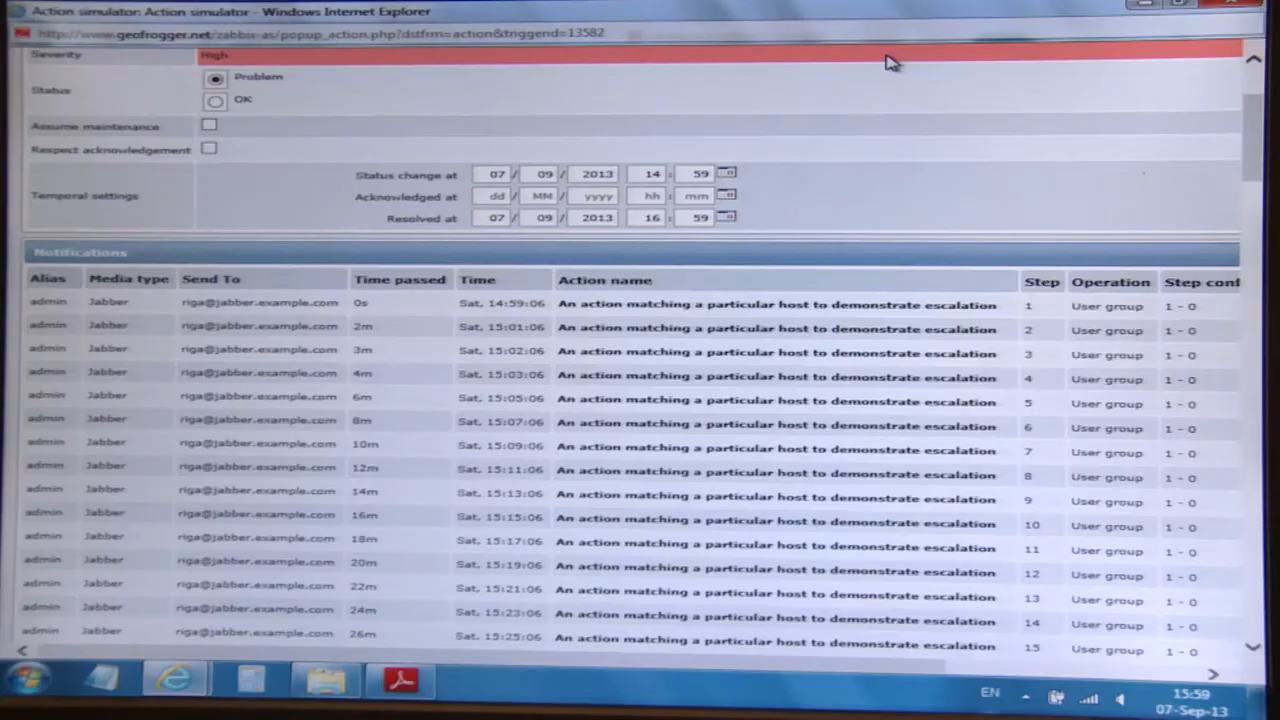 Action simulator: Action simulator - Windows Internet Explorer
http://www.geofrogger.net/zabbix-as/popup_action.php?dstfrm=action&triggerid=13582
Severity High
Status Problem
OK
Assume maintenance
Respect acknowledgement
Temporal settings
Status change at 07 / 09 / 2013 14 : 59
Acknowledged at dd / MM / yyyy hh : mm
Resolved at 07 / 09 / 2013 16 : 59
Notifications
Alias Media type Send To Time passed Time Action name Step Operation Step conf
admin Jabber riga@jabber.example.com 0s Sat, 14:59:06 An action matching a particular host to demonstrate escalation 1 User group 1 - 0
admin Jabber riga@jabber.example.com 2m Sat, 15:01:06 An action matching a particular host to demonstrate escalation 2 User group 1 - 0
admin Jabber riga@jabber.example.com 3m Sat, 15:02:06 An action matching a particular host to demonstrate escalation 3 User group 1 - 0
admin Jabber riga@jabber.example.com 4m Sat, 15:03:06 An action matching a particular host to demonstrate escalation 4 User group 1 - 0
admin Jabber riga@jabber.example.com 6m Sat, 15:05:06 An action matching a particular host to demonstrate escalation 5 User group 1 - 0
admin Jabber riga@jabber.example.com 8m Sat, 15:07:06 An action matching a particular host to demonstrate escalation 6 User group 1 - 0
admin Jabber riga@jabber.example.com 10m Sat, 15:09:06 An action matching a particular host to demonstrate escalation 7 User group 1 - 0
admin Jabber riga@jabber.example.com 12m Sat, 15:11:06 An action matching a particular host to demonstrate escalation 8 User group 1 - 0
admin Jabber riga@jabber.example.com 14m Sat, 15:13:06 An action matching a particular host to demonstrate escalation 9 User group 1 - 0
admin Jabber riga@jabber.example.com 16m Sat, 15:15:06 An action matching a particular host to demonstrate escalation 10 User group 1 - 0
admin Jabber riga@jabber.example.com 18m Sat, 15:17:06 An action matching a particular host to demonstrate escalation 11 User group 1 - 0
admin Jabber riga@jabber.example.com 20m Sat, 15:19:06 An action matching a particular host to demonstrate escalation 12 User group 1 - 0
admin Jabber riga@jabber.example.com 22m Sat, 15:21:06 An action matching a particular host to demonstrate escalation 13 User group 1 - 0
admin Jabber riga@jabber.example.com 24m Sat, 15:23:06 An action matching a particular host to demonstrate escalation 14 User group 1 - 0
admin Jabber riga@jabber.example.com 26m Sat, 15:25:06 An action matching a particular host to demonstrate escalation 15 User group 1 - 0
EN 15:59
07-Sep-13